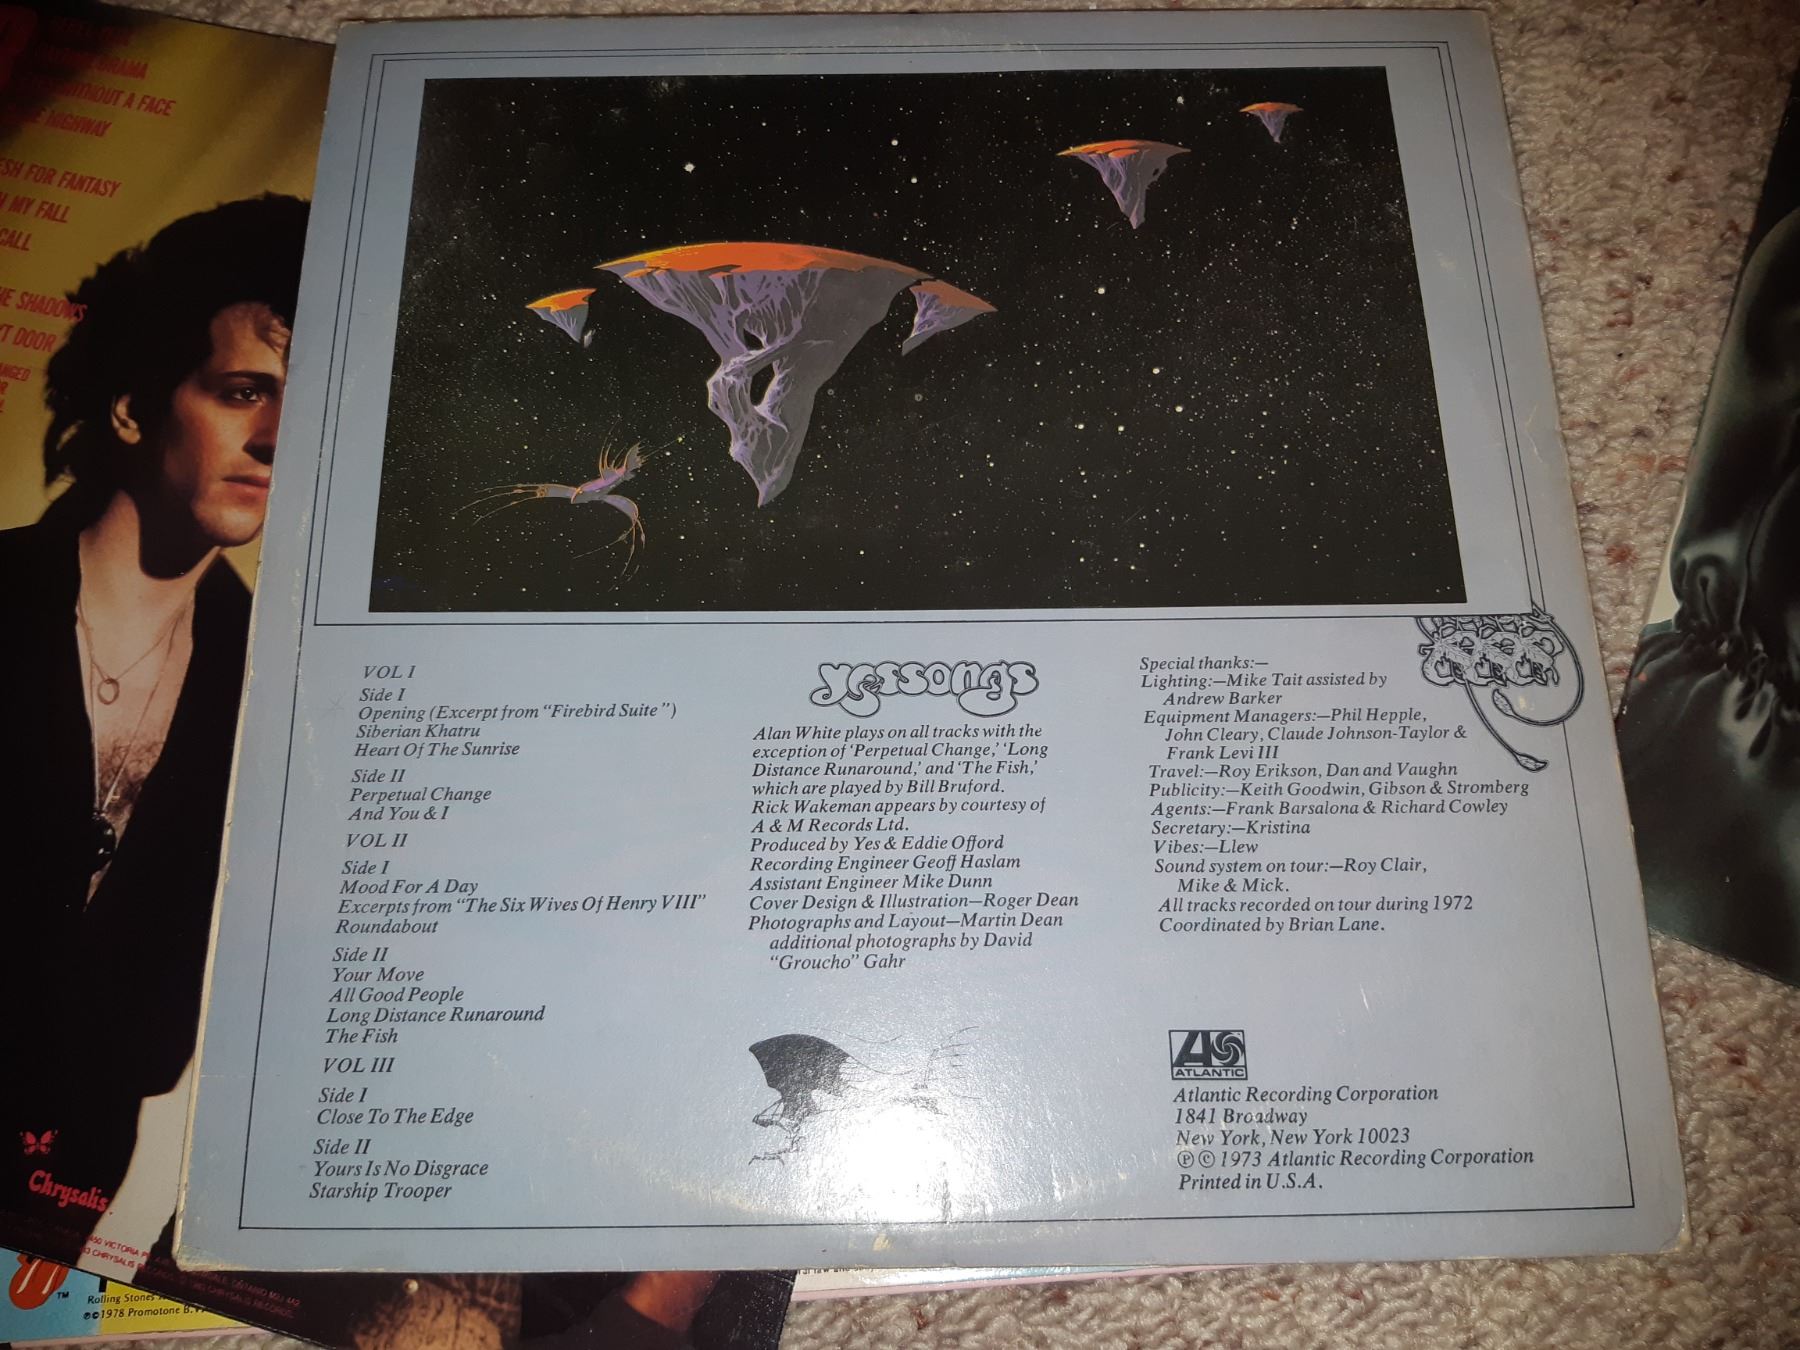 VOL I
Side I
Opening (Excerpt from "Firebird Suite")
Siberian Khatru
Heart Of The Sunrise
Side II
Perpetual Change
And You & I
VOL II
Side I
Mood For A Day
Excerpts from "The Six Wives Of Henry VIII"
Roundabout
Side II
Your Move
All Good People
Long Distance Runaround
The Fish
VOL III
Side I
Close To The Edge
Side II
Yours Is No Disgrace
Starship Trooper
yessongs
Alan White plays on all tracks with the
exception of 'Perpetual Change,' 'Long
Distance Runaround,' and 'The Fish,'
which are played by Bill Bruford.
Rick Wakeman appears by courtesy of
A & M Records Ltd.
Produced by Yes & Eddie Offord
Recording Engineer Geoff Haslam
Assistant Engineer Mike Dunn
Cover Design & Illustration—Roger Dean
Photographs and Layout—Martin Dean
additional photographs by David
"Groucho" Gahr
Special thanks:—
Lighting:—Mike Tait assisted by
Andrew Barker
Equipment Managers:—Phil Hepple,
John Cleary, Claude Johnson-Taylor &
Frank Levi III
Travel:—Roy Erikson, Dan and Vaughn
Publicity:—Keith Goodwin, Gibson & Stromberg
Agents:—Frank Barsalona & Richard Cowley
Secretary:—Kristina
Vibes:—Llew
Sound system on tour:—Roy Clair,
Mike & Mick.
All tracks recorded on tour during 1972
Coordinated by Brian Lane.
ATLANTIC
Atlantic Recording Corporation
1841 Broadway
New York, New York 10023
℗ © 1973 Atlantic Recording Corporation
Printed in U.S.A.
WITHOUT A FACE
HIGHWAY
FOR FANTASY
MY FALL
CALL
SHADOWS
DOOR
Chrysalis
TM
Rolling Stones
℗©1978 Promotone B.V.